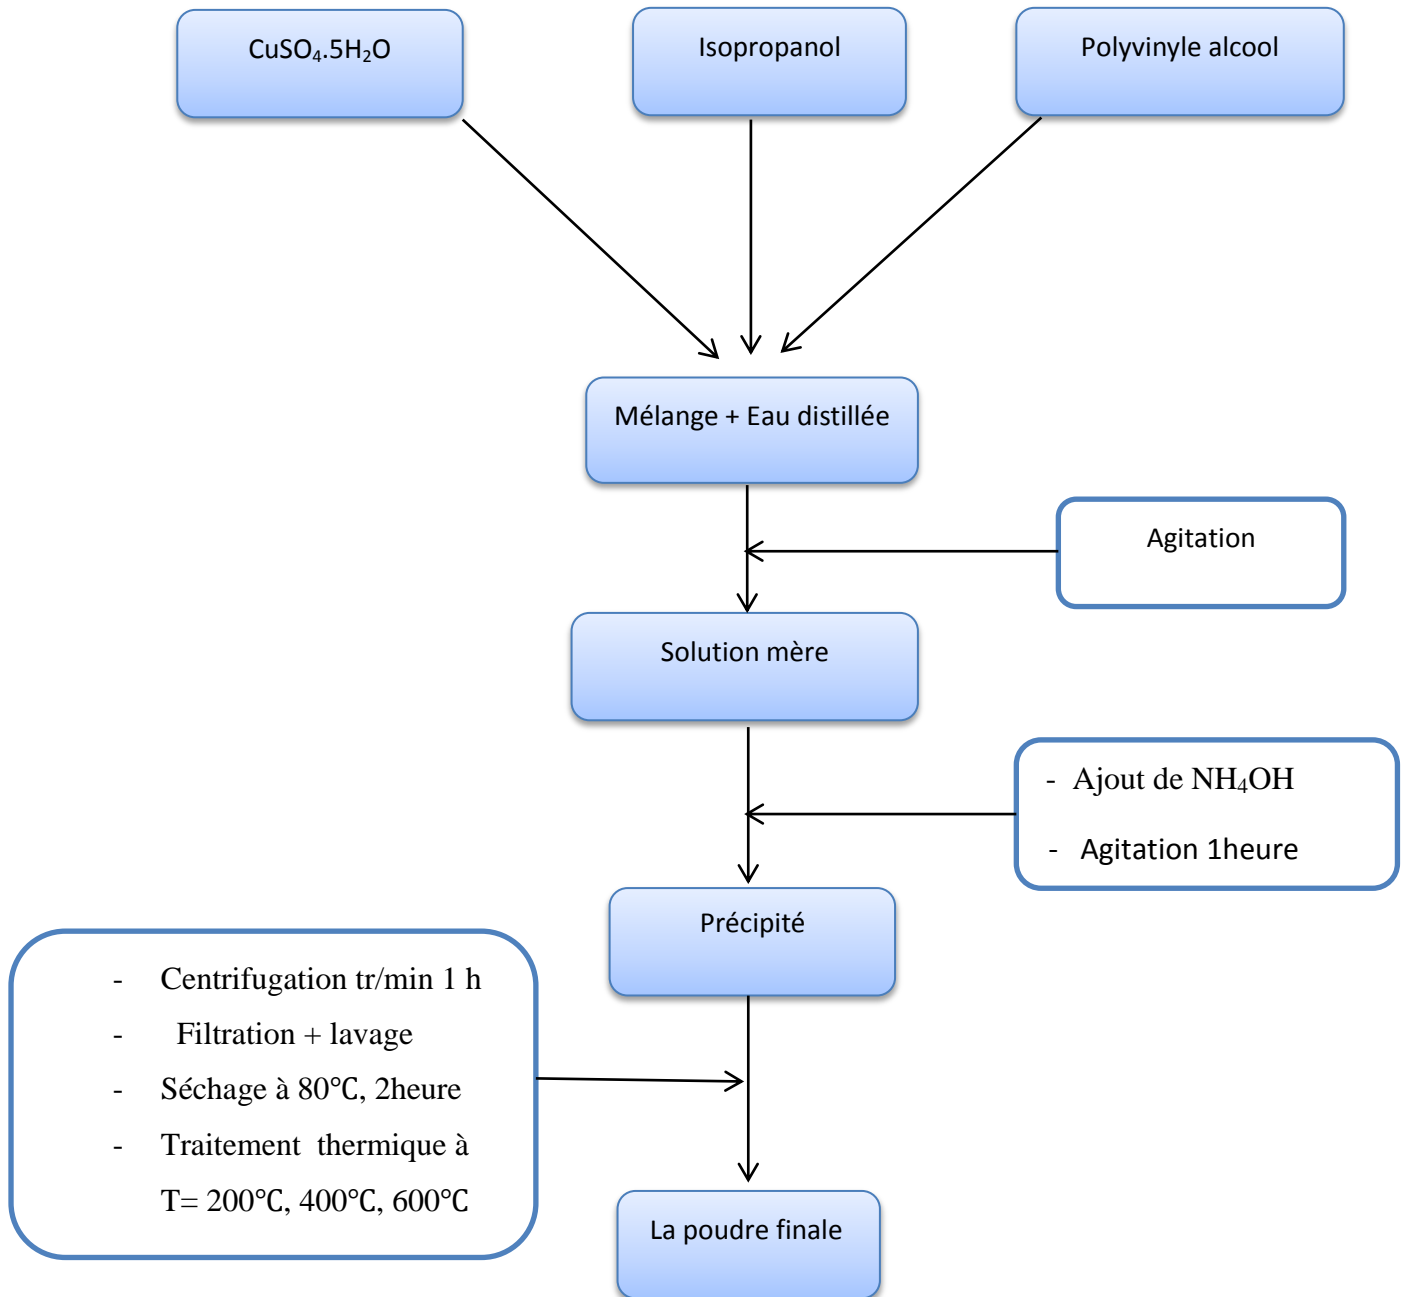 CuSO₄.5H₂O
Isopropanol
Polyvinyle alcool
Mélange + Eau distillée
Agitation
Solution mère
- Ajout de NH₄OH
- Agitation 1heure
Précipité
- Centrifugation tr/min 1 h
- Filtration + lavage
- Séchage à 80℃, 2heure
- Traitement thermique à
T= 200℃, 400℃, 600℃
La poudre finale